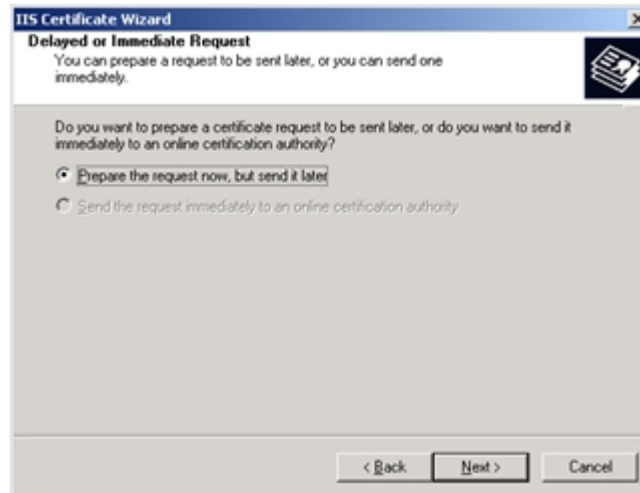 IIS Certificate Wizard
Delayed or Immediate Request
You can prepare a request to be sent later, or you can send one
immediately.
Do you want to prepare a certificate request to be sent later, or do you want to send it
immediately to an online certification authority?
Prepare the request now, but send it later
Send the request immediately to an online certification authority
< Back
Next >
Cancel